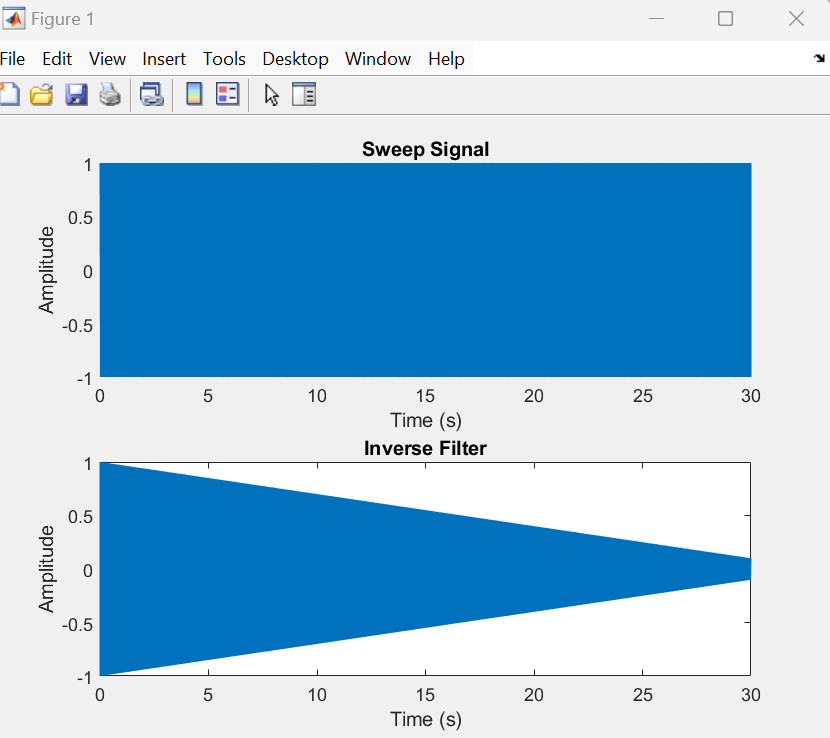 Figure 1
File Edit View Insert Tools Desktop Window Help
Sweep Signal
1
0.5
0
-0.5
-1
Amplitude
0 5 10 15 20 25 30
Time (s)
Inverse Filter
1
0.5
0
-0.5
-1
Amplitude
0 5 10 15 20 25 30
Time (s)